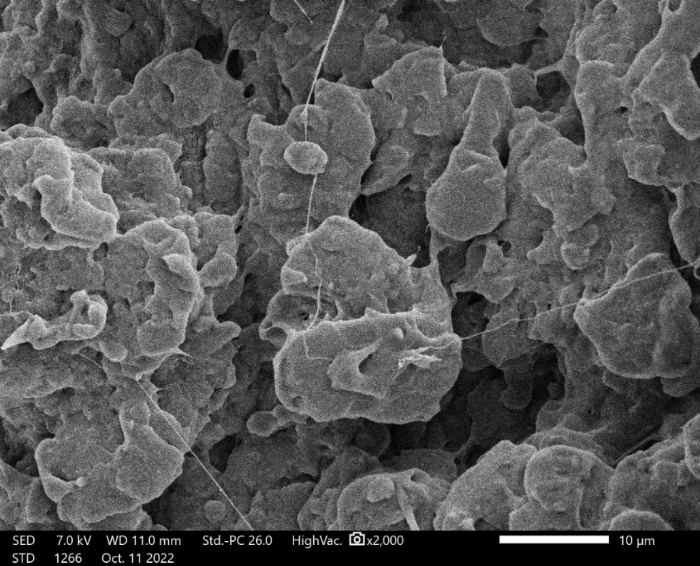 SED 7.0 kV WD 11.0 mm Std.-PC 26.0 HighVac. x2,000 10 µm
STD 1266 Oct. 11 2022